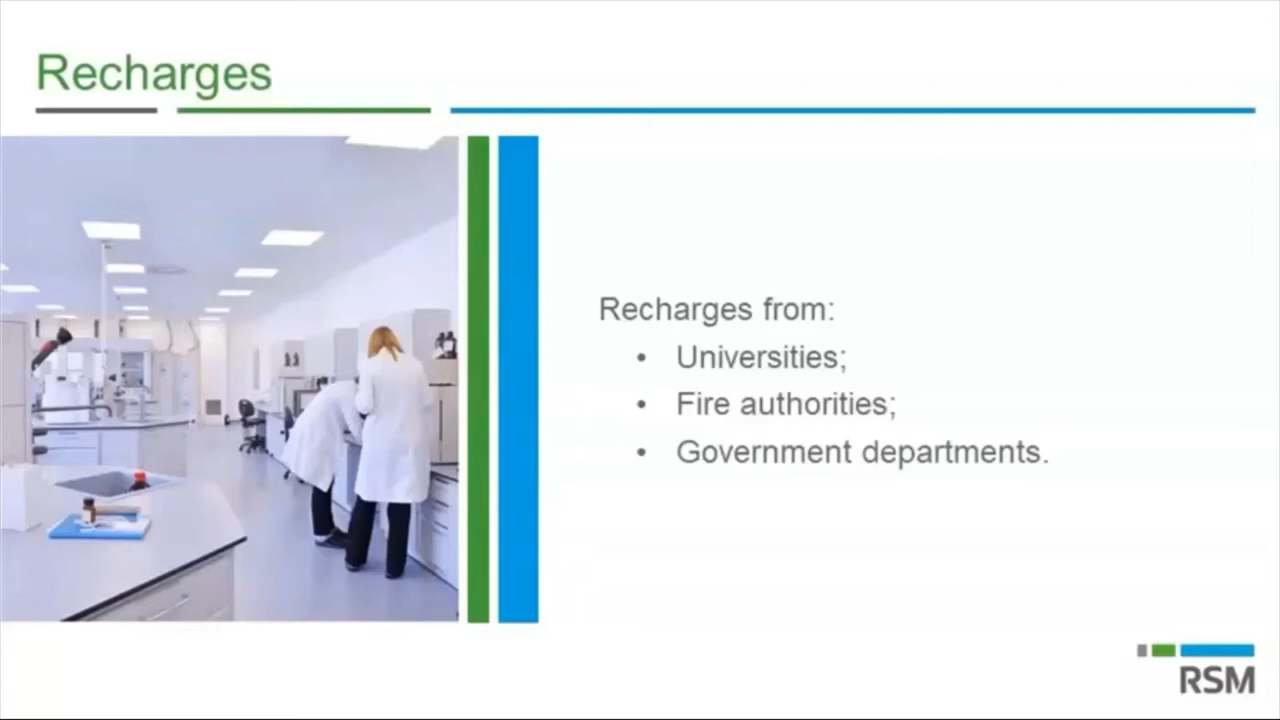 Recharges
Recharges from:
• Universities;
• Fire authorities;
• Government departments.
RSM